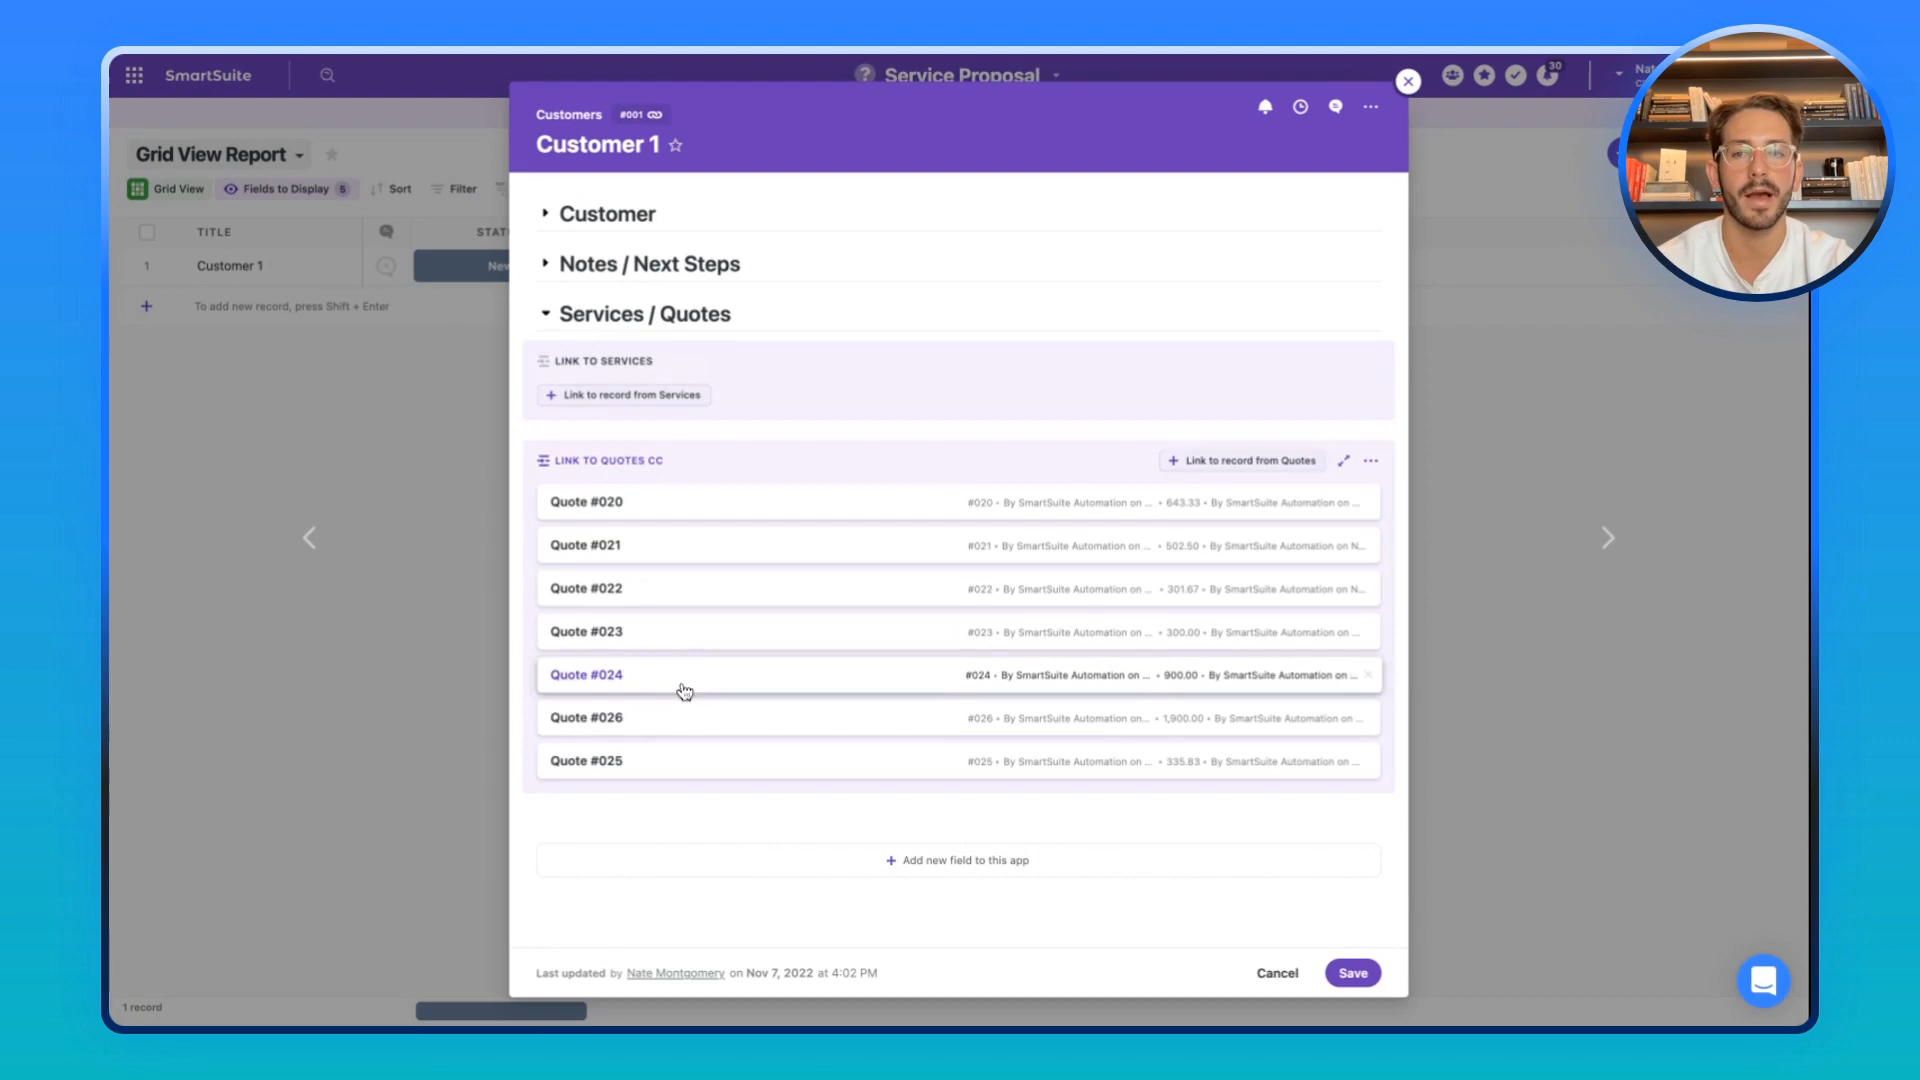 SmartSuite
Service Proposal
30
Customers #001
Customer 1
Grid View Report
Grid View
Fields to Display 5
Sort
Filter
TITLE
STAT
1
Customer 1
New
To add new record, press Shift + Enter
Customer
Notes / Next Steps
Services / Quotes
LINK TO SERVICES
Link to record from Services
LINK TO QUOTES CC
Link to record from Quotes
Quote #020 #020 • By SmartSuite Automation on ... • 643.33 • By SmartSuite Automation on ...
Quote #021 #021 • By SmartSuite Automation on ... • 502.50 • By SmartSuite Automation on N...
Quote #022 #022 • By SmartSuite Automation on ... • 301.67 • By SmartSuite Automation on N...
Quote #023 #023 • By SmartSuite Automation on ... • 300.00 • By SmartSuite Automation on ...
Quote #024 #024 • By SmartSuite Automation on ... • 900.00 • By SmartSuite Automation on ...
Quote #026 #026 • By SmartSuite Automation on... • 1,900.00 • By SmartSuite Automation on ...
Quote #025 #025 • By SmartSuite Automation on ... • 335.83 • By SmartSuite Automation on ...
Add new field to this app
Last updated by Nate Montgomery on Nov 7, 2022 at 4:02 PM
Cancel
Save
1 record